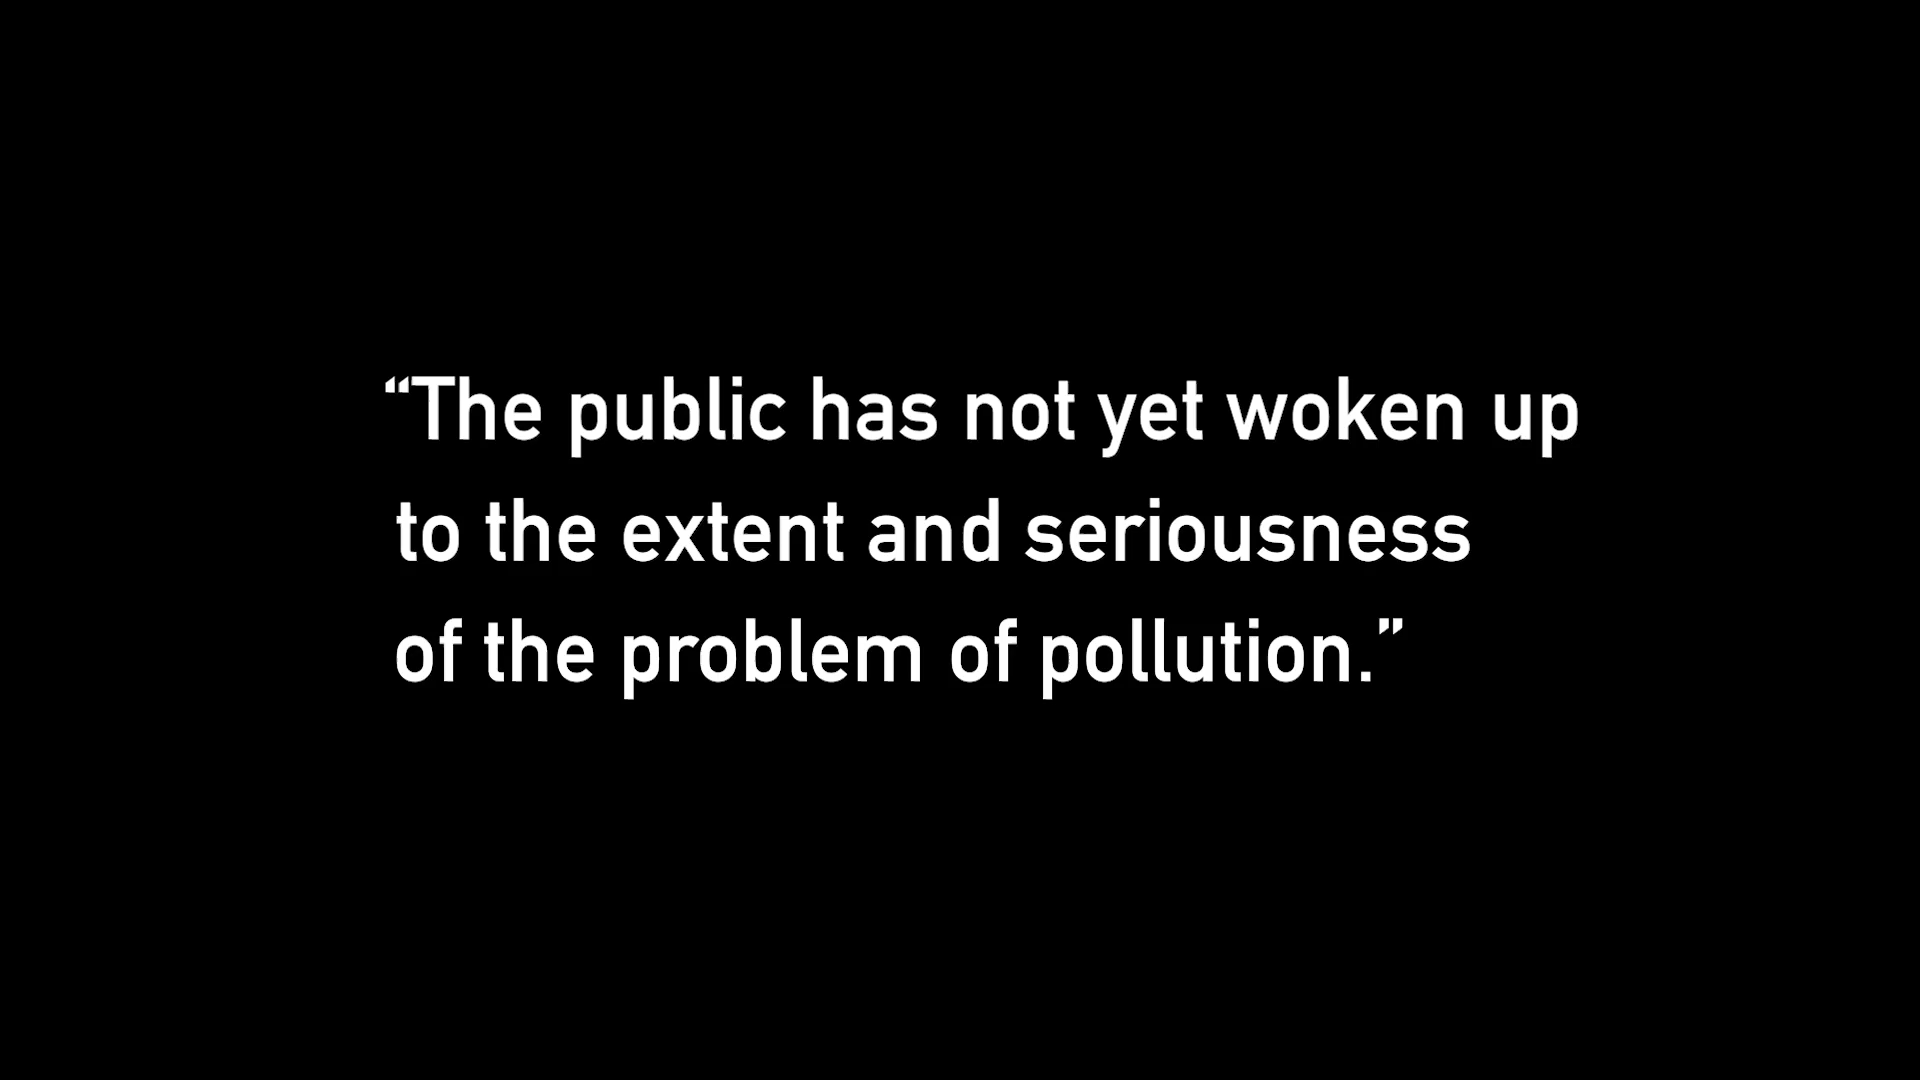 “The public has not yet woken up
to the extent and seriousness
of the problem of pollution.”